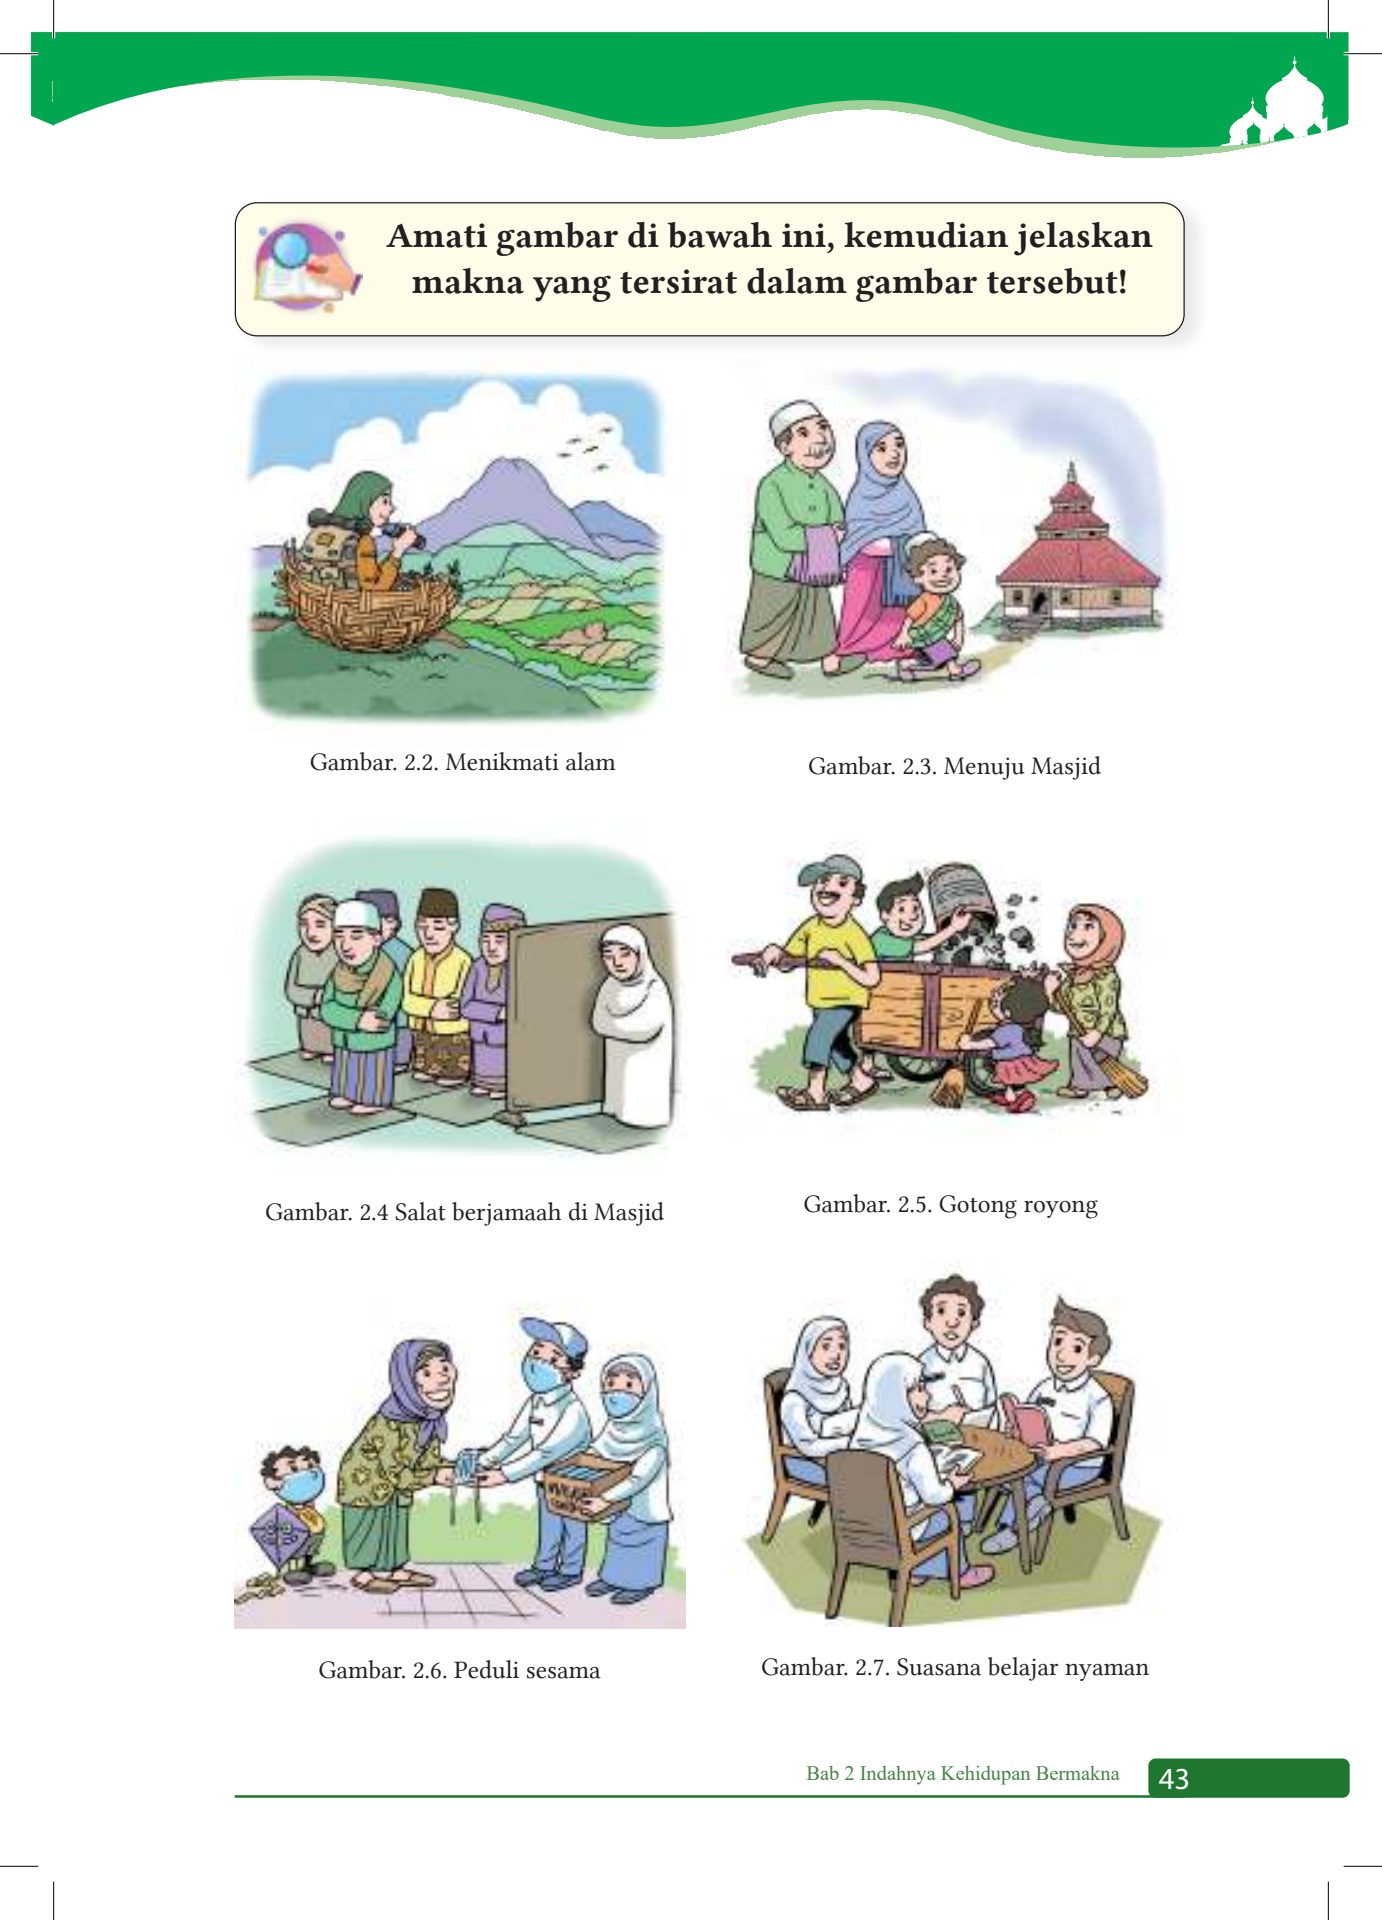 Amati gambar di bawah ini, kemudian jelaskan
makna yang tersirat dalam gambar tersebut!
Gambar. 2.2. Menikmati alam
Gambar. 2.3. Menuju Masjid
Gambar. 2.4 Salat berjamaah di Masjid
Gambar. 2.5. Gotong royong
Gambar. 2.6. Peduli sesama
Gambar. 2.7. Suasana belajar nyaman
Bab 2 Indahnya Kehidupan Bermakna
43